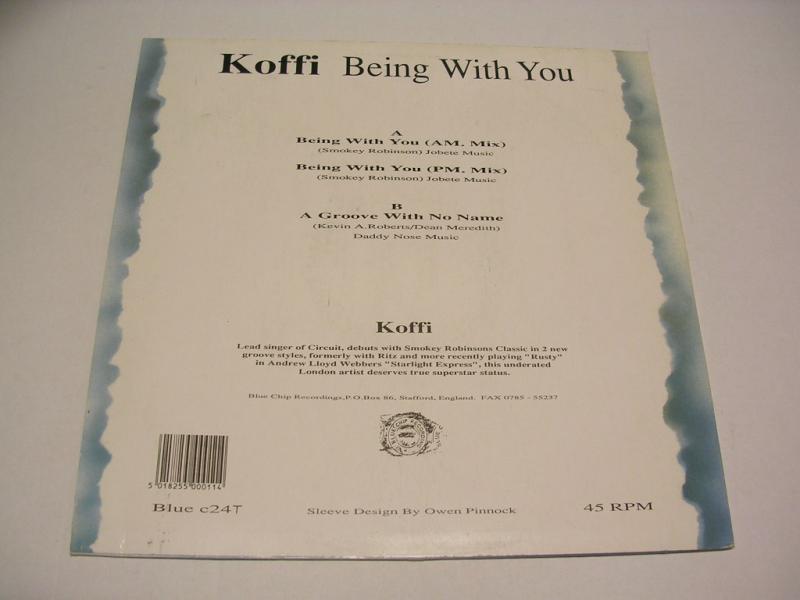 Koffi Being With You
A
Being With You (AM. Mix)
(Smokey Robinson) Jobete Music
Being With You (PM. Mix)
(Smokey Robinson) Jobete Music
B
A Groove With No Name
(Kevin A.Roberts/Dean Meredith)
Daddy Nose Music
Koffi
Lead singer of Circuit, debuts with Smokey Robinsons Classic in 2 new
groove styles, formerly with Ritz and more recently playing "Rusty"
in Andrew Lloyd Webbers "Starlight Express", this underated
London artist deserves true superstar status.
Blue Chip Recordings,P.O.Box 86, Stafford, England. FAX 0785 - 55237
5 018255 000114
Blue c24T
Sleeve Design By Owen Pinnock
45 RPM